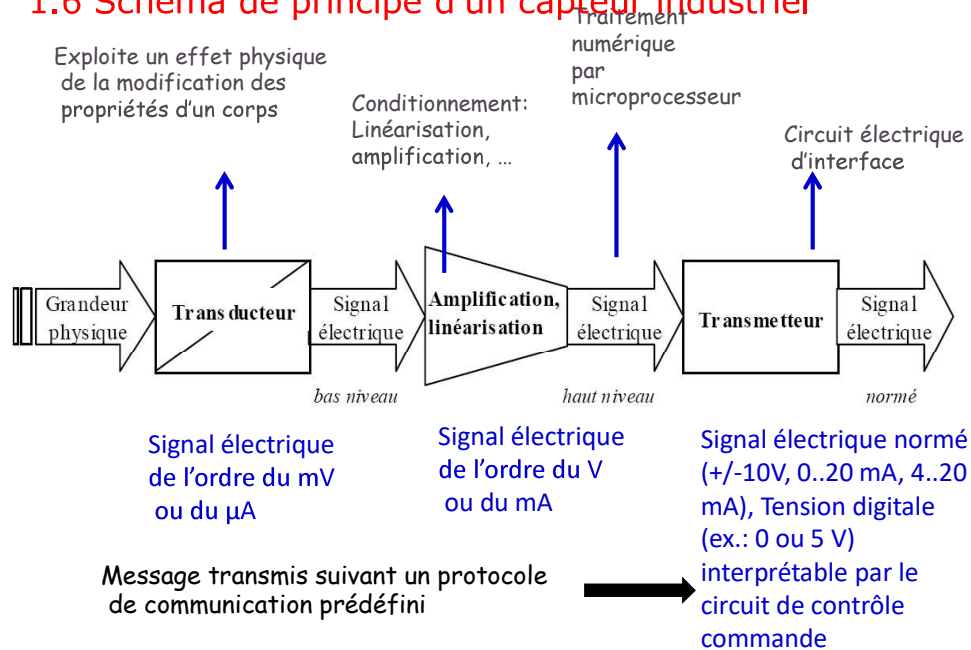 1.6 Schéma de principe d'un capteur industriel
Traitement
numérique
par
microprocesseur
Exploite un effet physique
de la modification des
propriétés d'un corps
Conditionnement:
Linéarisation,
amplification, ...
Circuit électrique
d'interface
Grandeur
physique
Transducteur
Signal
électrique
Amplification,
linéarisation
Signal
électrique
Transmetteur
Signal
électrique
bas niveau
haut niveau
normé
Signal électrique
de l'ordre du mV
ou du µA
Signal électrique
de l'ordre du V
ou du mA
Signal électrique normé
(+/-10V, 0..20 mA, 4..20
mA), Tension digitale
(ex.: 0 ou 5 V)
interprétable par le
circuit de contrôle
commande
Message transmis suivant un protocole
de communication prédéfini